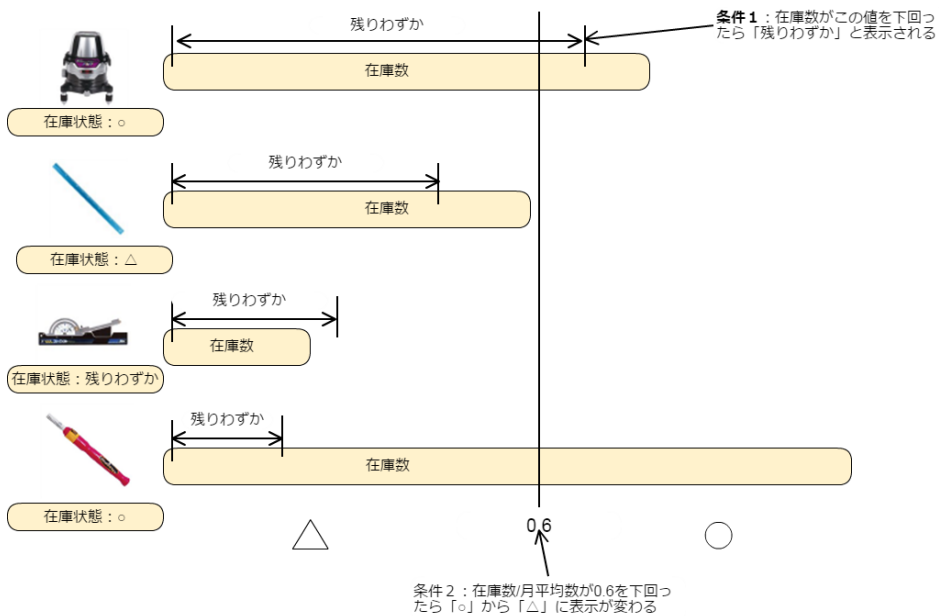 条件１：在庫数がこの値を下回っ
たら「残りわずか」と表示される
残りわずか
在庫数
在庫状態：○
残りわずか
在庫数
在庫状態：△
残りわずか
在庫数
在庫状態：残りわずか
残りわずか
在庫数
在庫状態：○
0.6
条件２：在庫数/月平均数が0.6を下回っ
たら「○」から「△」に表示が変わる